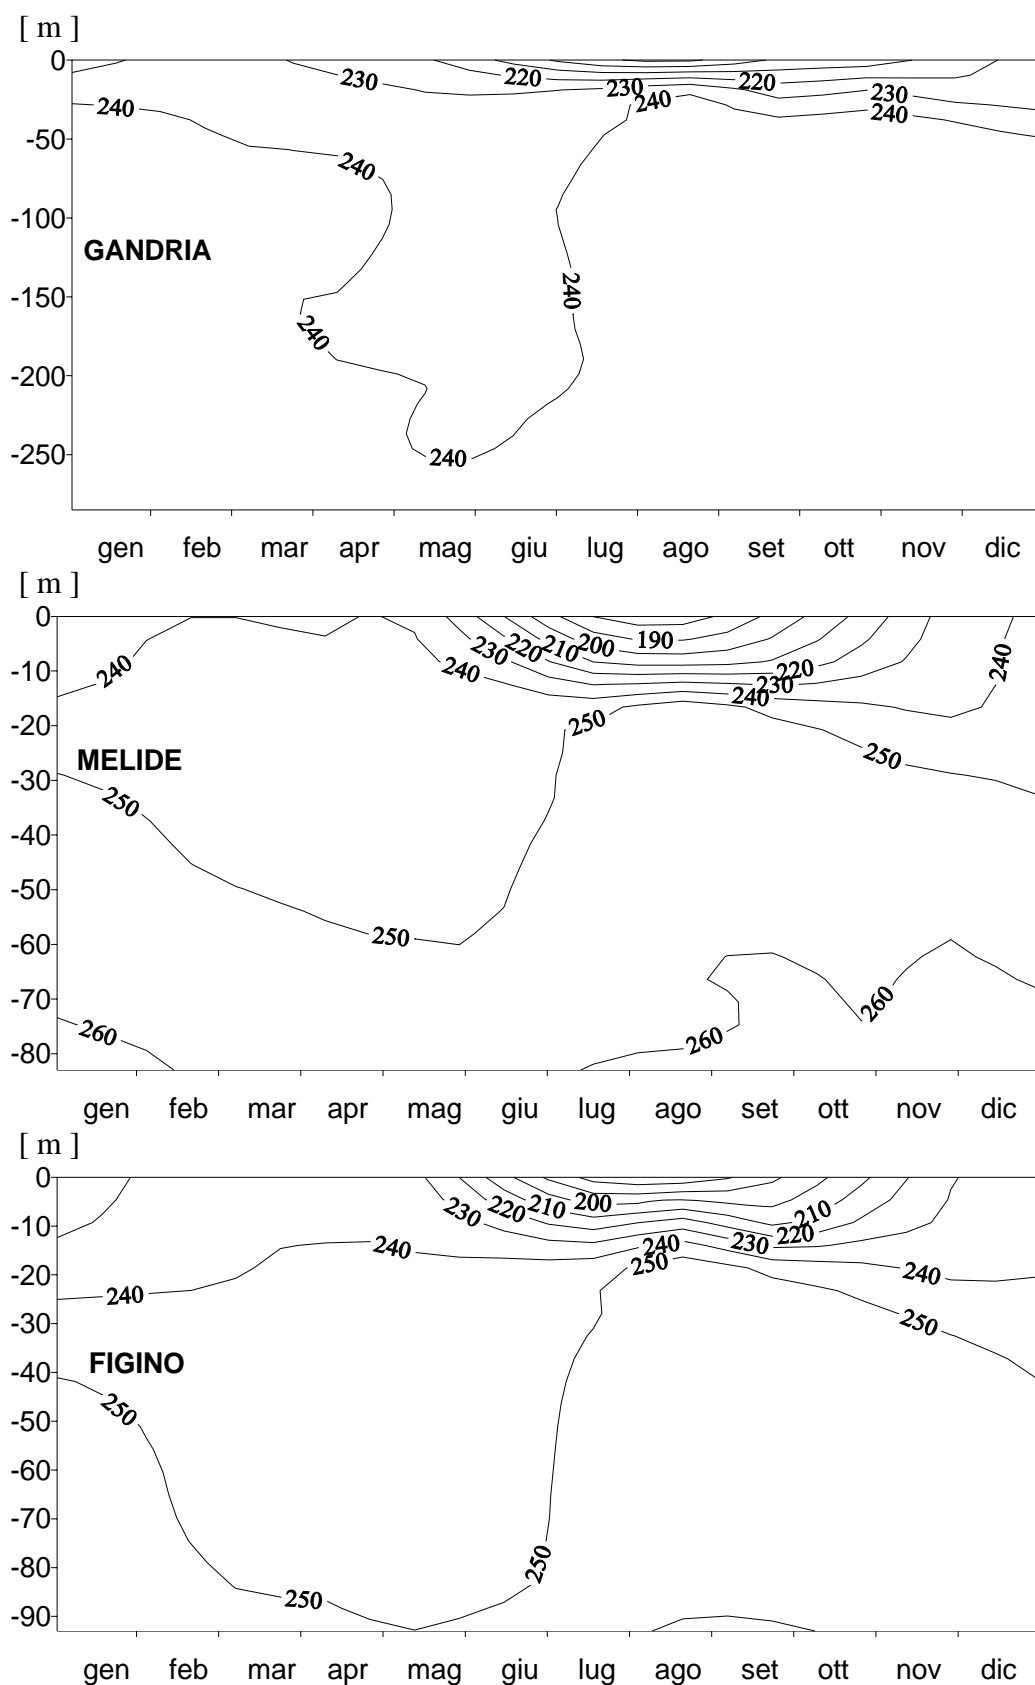 [ m ]
0
230 220 220
230 230
240 240 240
-50
240
-100
GANDRIA
-150 240
240
-200
-250 240
gen feb mar apr mag giu lug ago set ott nov dic
[ m ]
0
230 220 210 200 190
-10 240 240 220 240
230
240
-20 250
MELIDE 250
-30 250
-40
-50
-60 250
-70 260
260 260
-80
gen feb mar apr mag giu lug ago set ott nov dic
[ m ]
0
230 220 210 200 210
-10 220
240 240 230
250
-20 240 240
-30 250
FIGINO
-40
250
-50
-60
-70
-80 250
250
-90
gen feb mar apr mag giu lug ago set ott nov dic